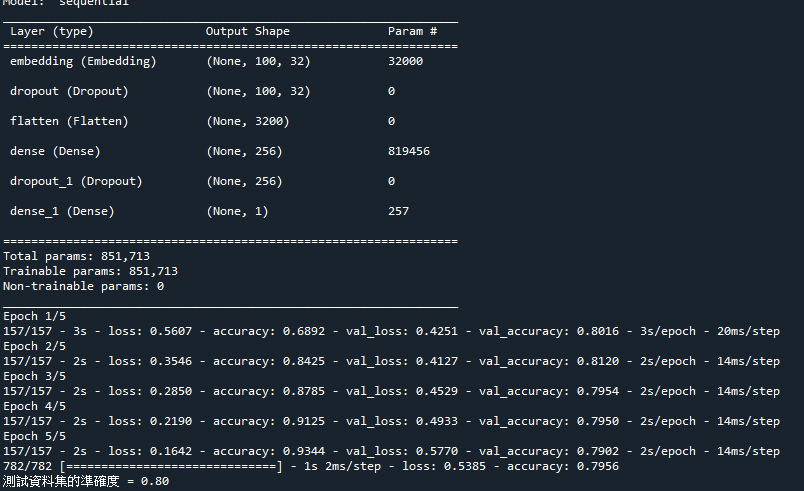 Model: "sequential"
_________________________________________________________________
Layer (type) Output Shape Param #
=================================================================
embedding (Embedding) (None, 100, 32) 32000
dropout (Dropout) (None, 100, 32) 0
flatten (Flatten) (None, 3200) 0
dense (Dense) (None, 256) 819456
dropout_1 (Dropout) (None, 256) 0
dense_1 (Dense) (None, 1) 257
=================================================================
Total params: 851,713
Trainable params: 851,713
Non-trainable params: 0
_________________________________________________________________
Epoch 1/5
157/157 - 3s - loss: 0.5607 - accuracy: 0.6892 - val_loss: 0.4251 - val_accuracy: 0.8016 - 3s/epoch - 20ms/step
Epoch 2/5
157/157 - 2s - loss: 0.3546 - accuracy: 0.8425 - val_loss: 0.4127 - val_accuracy: 0.8120 - 2s/epoch - 14ms/step
Epoch 3/5
157/157 - 2s - loss: 0.2850 - accuracy: 0.8785 - val_loss: 0.4529 - val_accuracy: 0.7954 - 2s/epoch - 14ms/step
Epoch 4/5
157/157 - 2s - loss: 0.2190 - accuracy: 0.9125 - val_loss: 0.4933 - val_accuracy: 0.7950 - 2s/epoch - 14ms/step
Epoch 5/5
157/157 - 2s - loss: 0.1642 - accuracy: 0.9344 - val_loss: 0.5770 - val_accuracy: 0.7902 - 2s/epoch - 14ms/step
782/782 [==============================] - 1s 2ms/step - loss: 0.5385 - accuracy: 0.7956
測試資料集的準確度 = 0.80